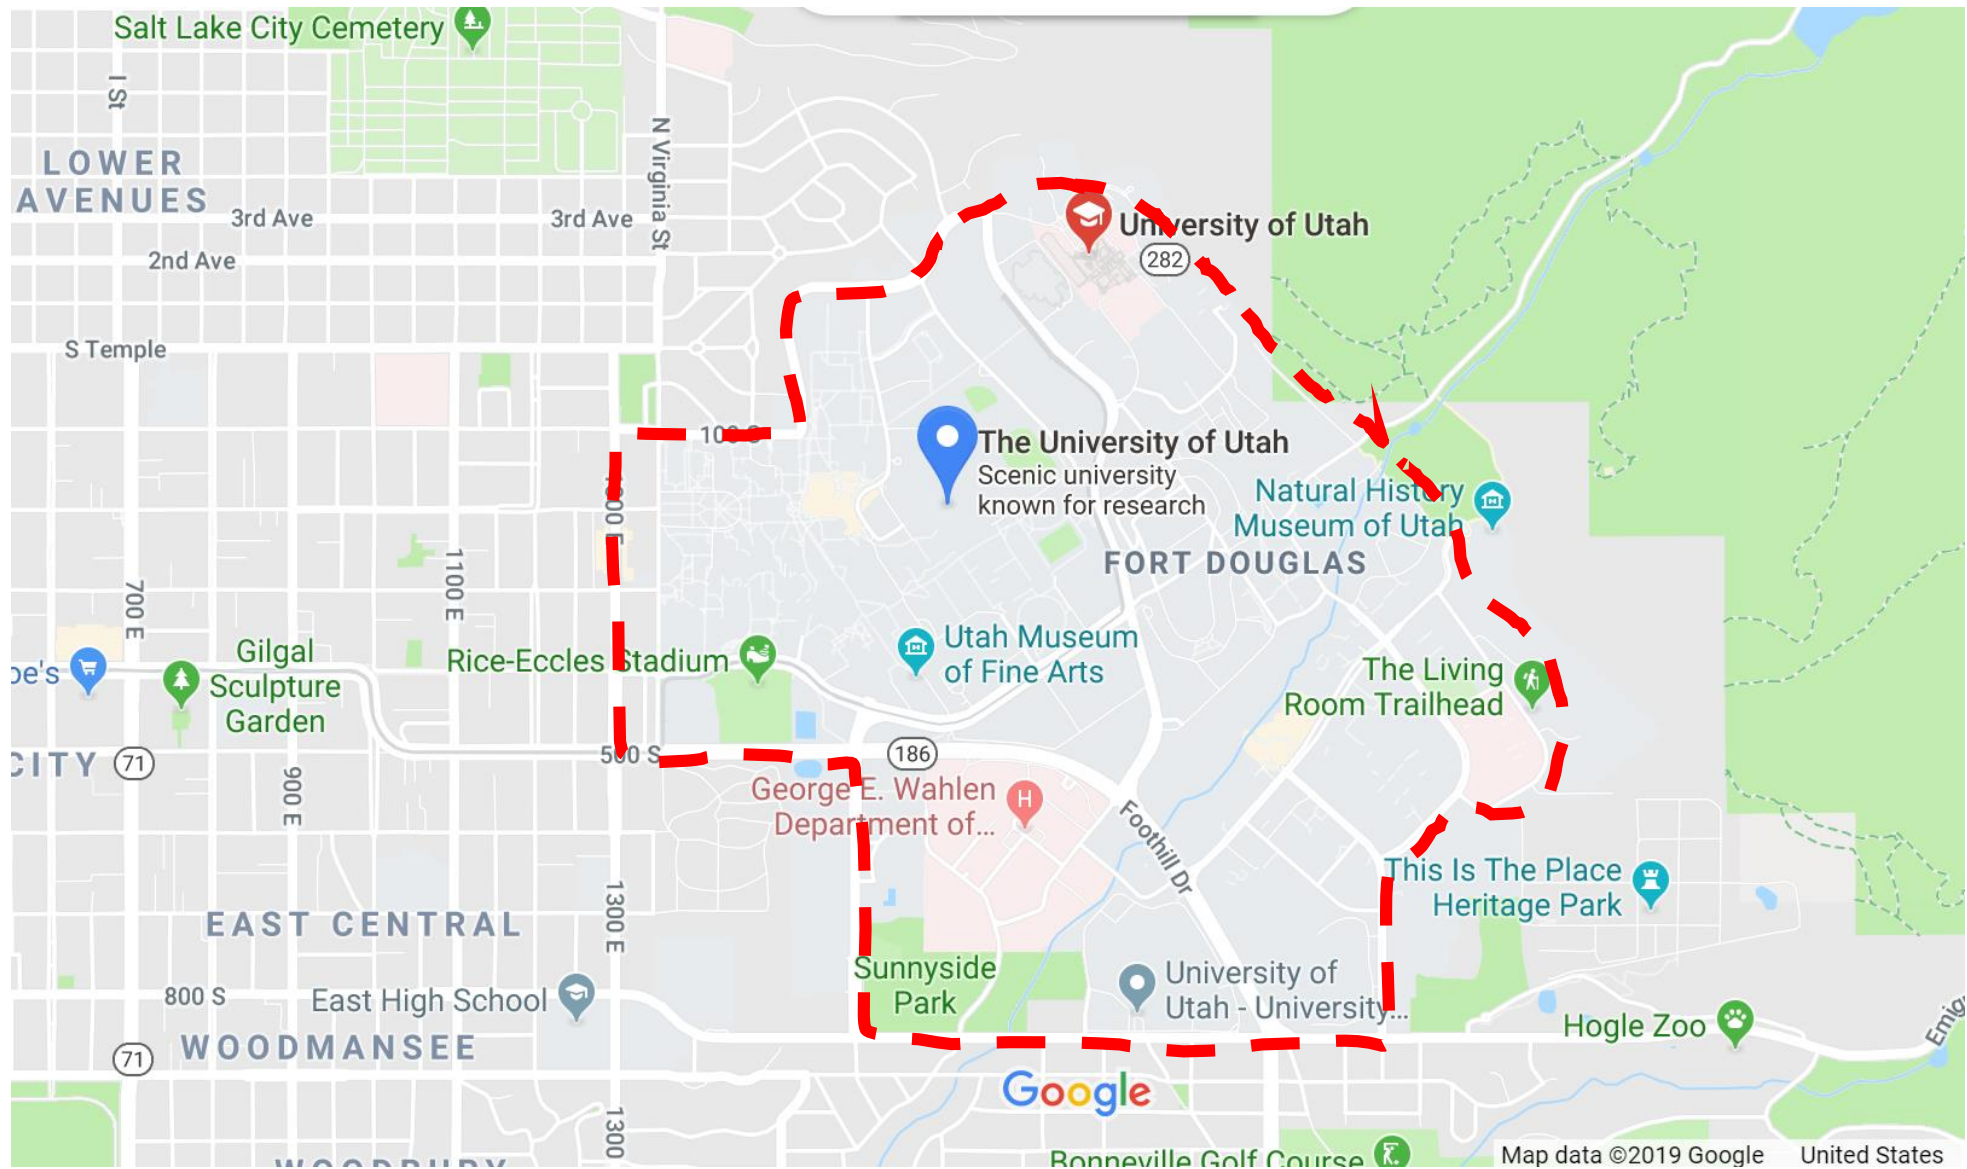 Salt Lake City Cemetery
I St
N Virginia St
LOWER
AVENUES
3rd Ave
3rd Ave
2nd Ave
University of Utah
282
S Temple
100 S
The University of Utah
Scenic university
known for research
1300 E
Natural History
Museum of Utah
FORT DOUGLAS
1100 E
700 E
Gilgal
Sculpture
Garden
Rice-Eccles Stadium
Utah Museum
of Fine Arts
The Living
Room Trailhead
oe's
CITY
71
500 S
186
900 E
George E. Wahlen
Department of...
Foothill Dr
This Is The Place
Heritage Park
EAST CENTRAL
1300 E
Sunnyside
Park
University of
Utah - University...
800 S
East High School
Hogle Zoo
Emig
WOODMANSEE
71
Google
1300
WOODBURY
Bonneville Golf Course
Map data ©2019 Google
United States